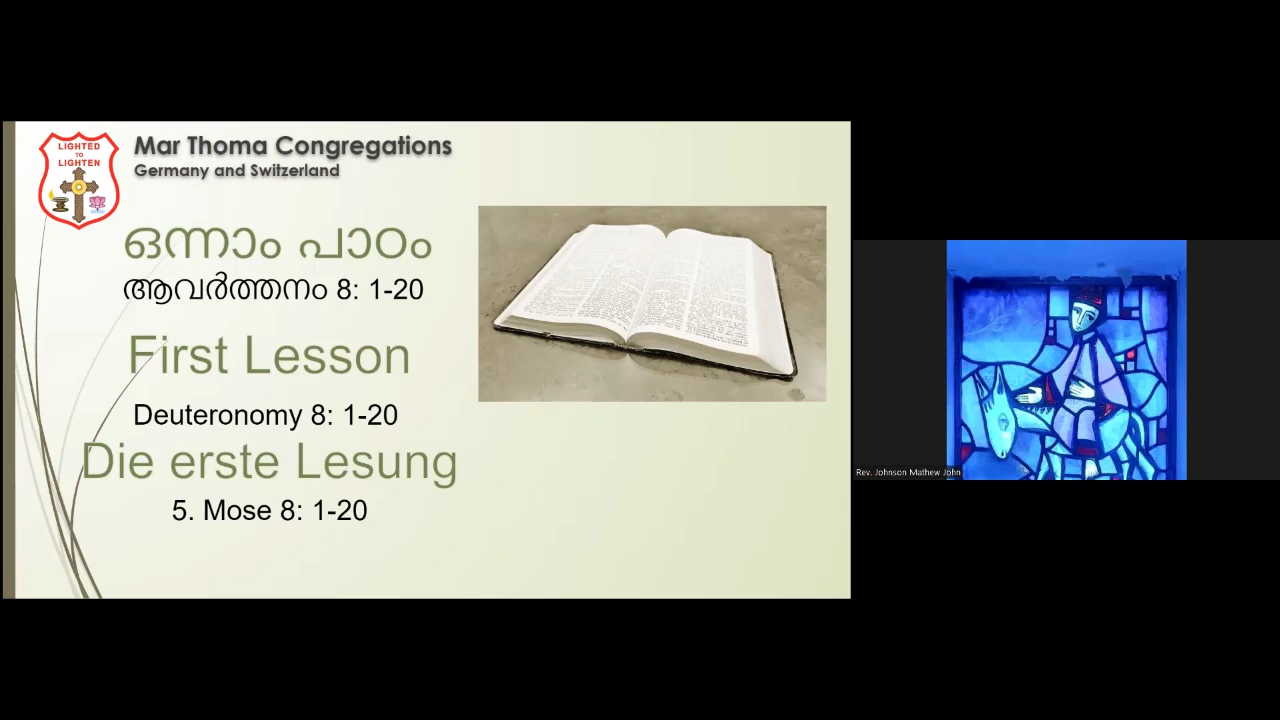 LIGHTED
TO
LIGHTEN
Mar Thoma Congregations
Germany and Switzerland
ഒന്നാം പാഠം
ആവർത്തനം 8: 1-20
First Lesson
Deuteronomy 8: 1-20
Die erste Lesung
5. Mose 8: 1-20
Rev. Johnson Mathew John